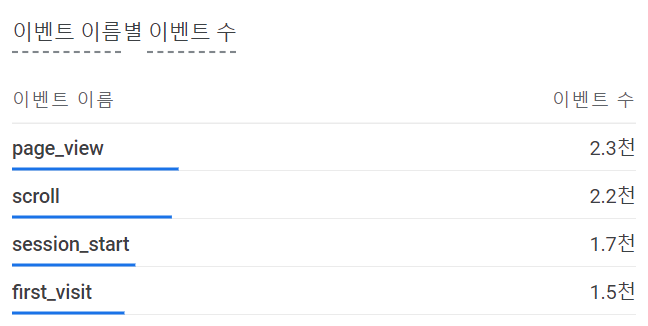 이벤트 이름별 이벤트 수
이벤트 이름 이벤트 수
page_view 2.3천
scroll 2.2천
session_start 1.7천
first_visit 1.5천